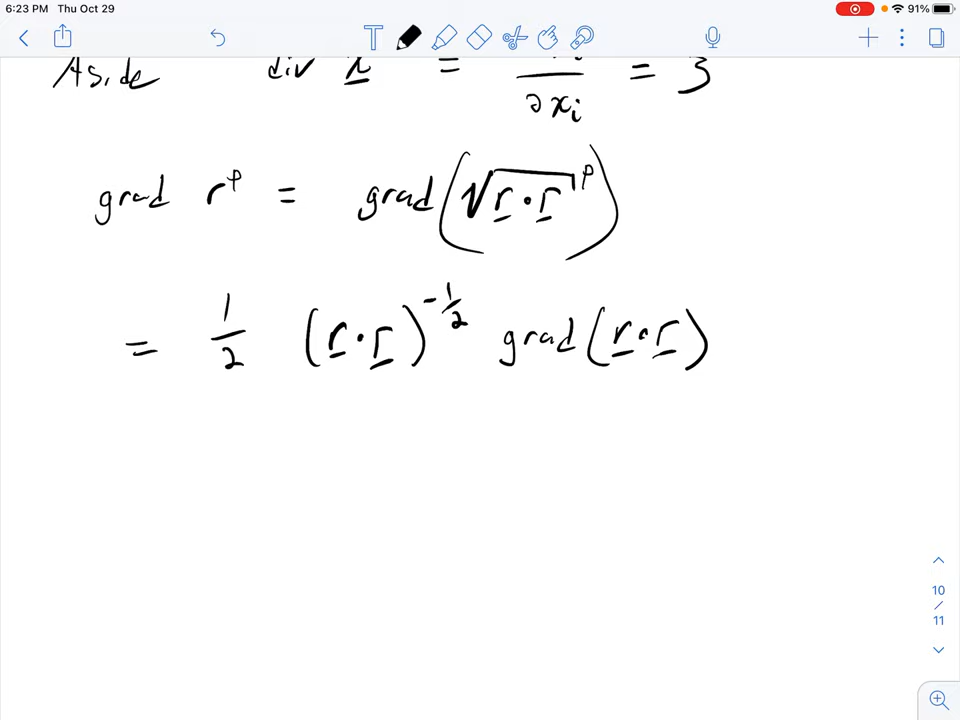 6:23 PM Thu Oct 29 91%
T
Aside div r = / ∂x_i = 3
grad r^p = grad(√(r · r)^p)
= 1/2 (r · r)^(-1/2) grad(r · r)
10
/
11